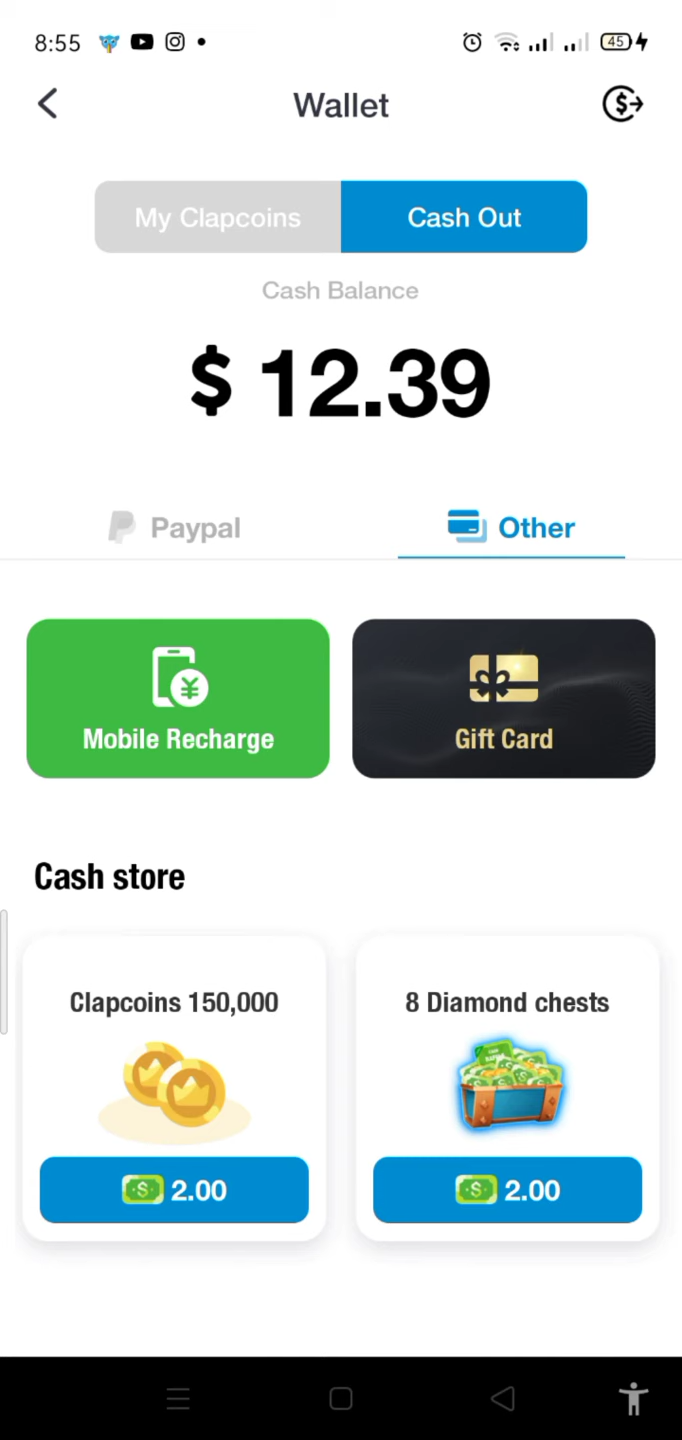 8:55
45
Wallet
My Clapcoins
Cash Out
Cash Balance
$ 12.39
Paypal
Other
Mobile Recharge
Gift Card
Cash store
Clapcoins 150,000
8 Diamond chests
2.00
2.00